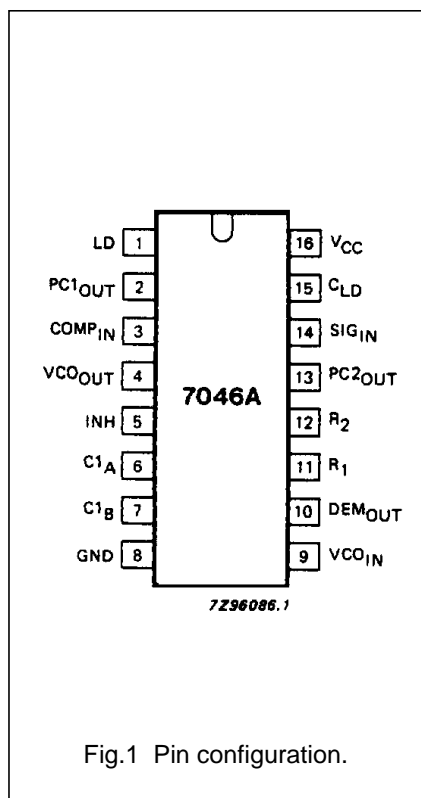 LD 1
PC1OUT 2
COMPIN 3
VCOOUT 4
INH 5
C1A 6
C1B 7
GND 8
7046A
16 VCC
15 CLD
14 SIGIN
13 PC2OUT
12 R2
11 R1
10 DEMOUT
9 VCOIN
7Z96086.1
Fig.1 Pin configuration.